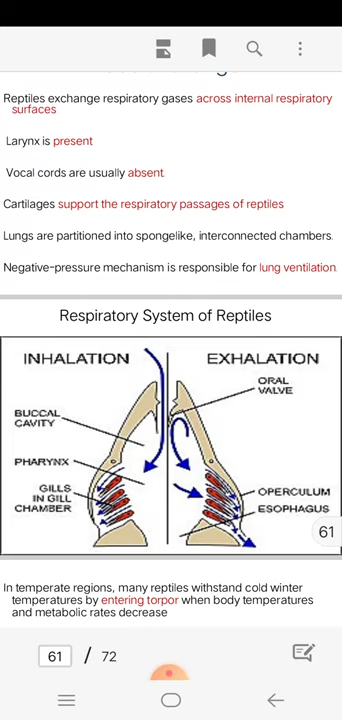 Reptiles exchange respiratory gases across internal respiratory
surfaces
Larynx is present
Vocal cords are usually absent.
Cartilages support the respiratory passages of reptiles
Lungs are partitioned into spongelike, interconnected chambers.
Negative-pressure mechanism is responsible for lung ventilation.
Respiratory System of Reptiles
INHALATION
EXHALATION
ORAL
VALVE
BUCCAL
CAVITY
PHARYNX
GILLS
IN GILL
CHAMBER
OPERCULUM
ESOPHAGUS
61
In temperate regions, many reptiles withstand cold winter
temperatures by entering torpor when body temperatures
and metabolic rates decrease
61 / 72